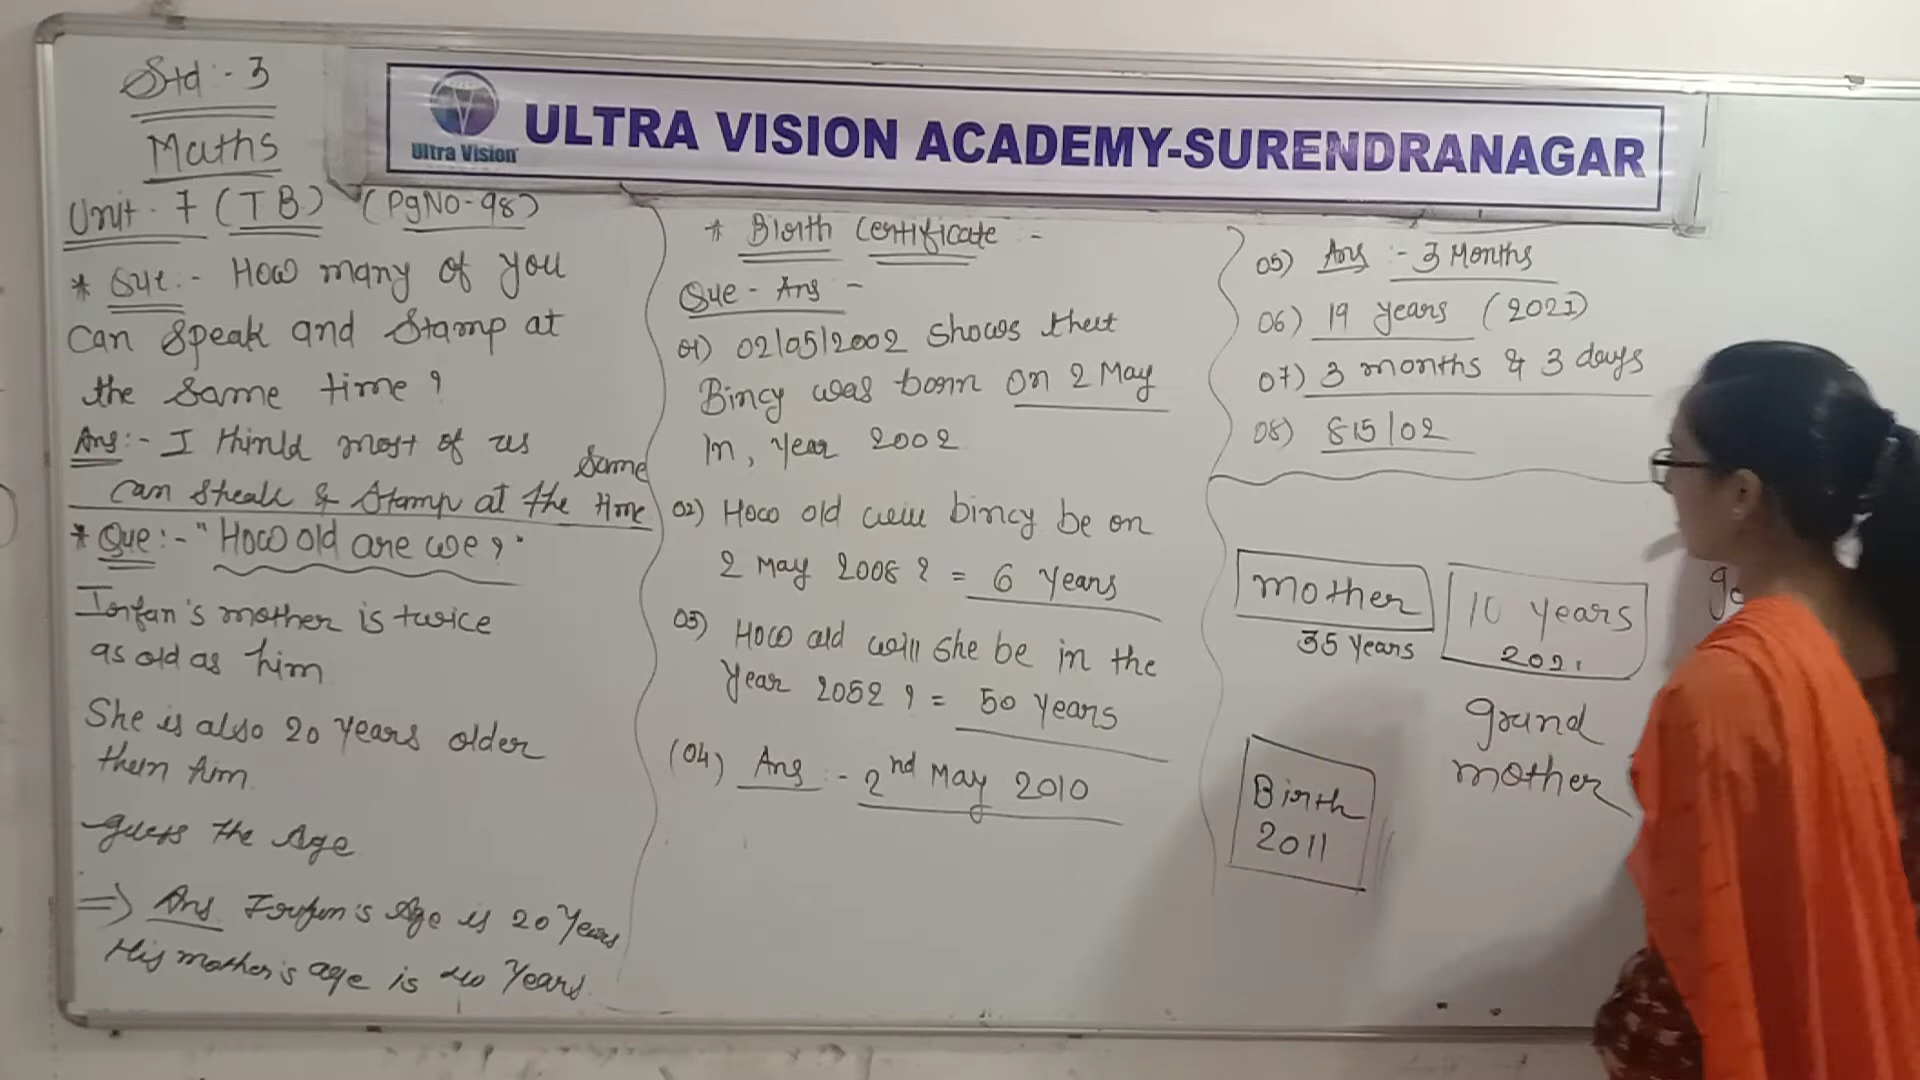 Std :- 3
Maths
Unit - 7 (T B.) (PgNO-98)
* Que :- How many of you
Can Speak and Stamp at
the Same time ?
Ans :- I think most of us
Same
Can Speak & Stamp at the time
* Que :- "How old are we ?"
Irfan's mother is twice
as old as him
She is also 20 years older
then him.
guess the Age
=> Ans Irfan's Age is 20 Years
His mother's age is 40 Years
Ultra Vision
ULTRA VISION ACADEMY-SURENDRANAGAR
* Birth Certificate :-
Que - Ans -
01) 02/05/2002 shows that
Bincy was born on 2 May
In, year 2002
02) How old will bincy be on
2 May 2008 ? = 6 Years
03) How old will she be in the
Year 2052 ? = 50 Years
(04) Ans :- 2nd May 2010
05) Ans :- 3 Months
06) 19 years (2021)
07) 3 months & 3 days
08) 815/02
mother
35 years
10 years
2021
grand
mother
Birth
2011